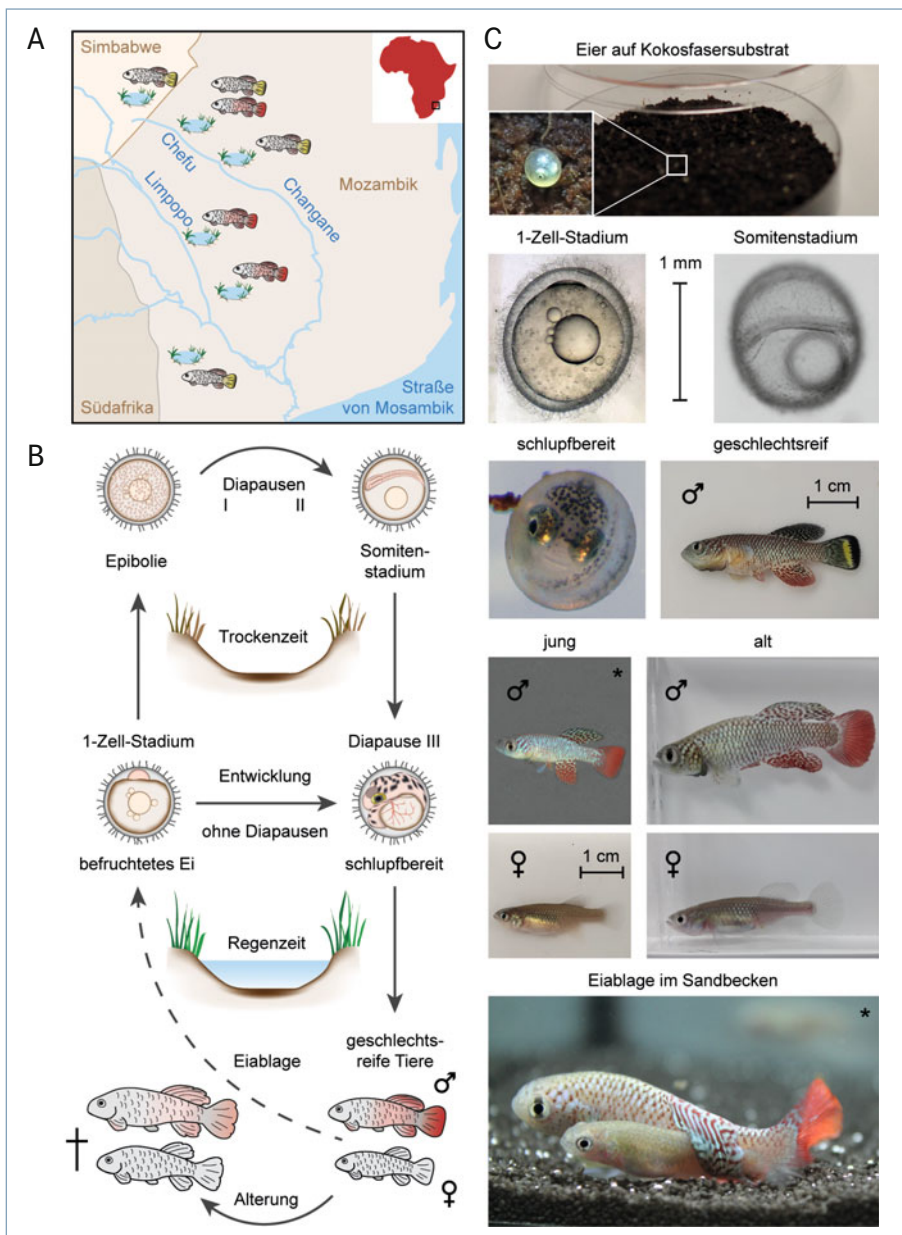 A
Simbabwe
Chefu
Limpopo
Changane
Mozambik
Südafrika
Straße
von Mosambik
B
Diapausen
I II
Epibolie
Somiten-
stadium
Trockenzeit
1-Zell-Stadium
Diapause III
Entwicklung
ohne Diapausen
befruchtetes Ei
schlupfbereit
Regenzeit
Eiablage
geschlechts-
reife Tiere
♂
♀
Alterung
C
Eier auf Kokosfasersubstrat
1-Zell-Stadium
Somitenstadium
1 mm
schlupfbereit
geschlechtsreif
♂
1 cm
jung
alt
♂
*
♂
♀
1 cm
♀
Eiablage im Sandbecken
*